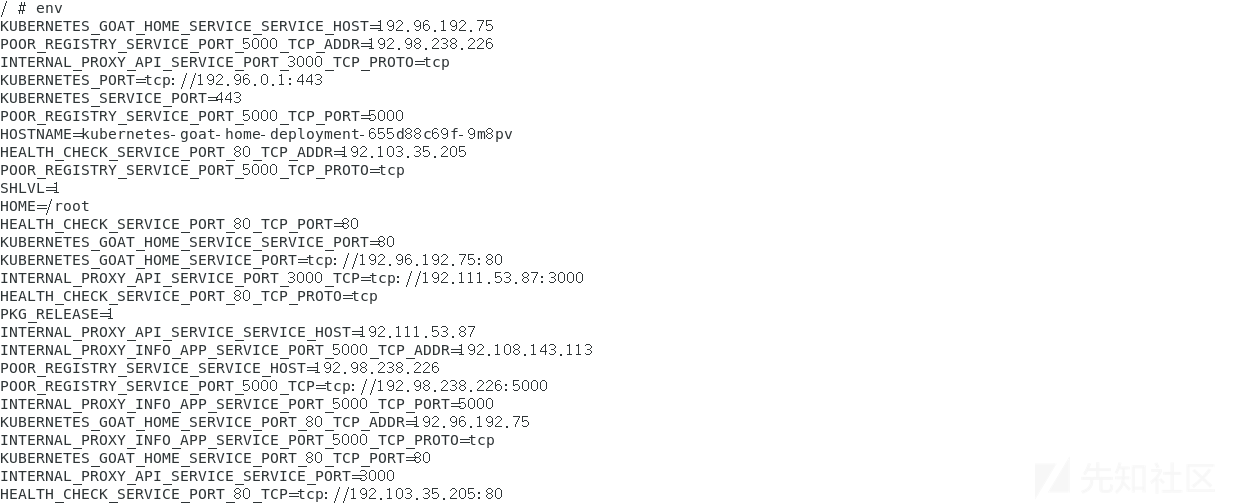 / # env
KUBERNETES_GOAT_HOME_SERVICE_SERVICE_HOST=192.96.192.75
POOR_REGISTRY_SERVICE_PORT_5000_TCP_ADDR=192.98.238.226
INTERNAL_PROXY_API_SERVICE_PORT_3000_TCP_PROTO=tcp
KUBERNETES_PORT=tcp://192.96.0.1:443
KUBERNETES_SERVICE_PORT=443
POOR_REGISTRY_SERVICE_PORT_5000_TCP_PORT=5000
HOSTNAME=kubernetes-goat-home-deployment-655d88c69f-9m8pv
HEALTH_CHECK_SERVICE_PORT_80_TCP_ADDR=192.103.35.205
POOR_REGISTRY_SERVICE_PORT_5000_TCP_PROTO=tcp
SHLVL=1
HOME=/root
HEALTH_CHECK_SERVICE_PORT_80_TCP_PORT=80
KUBERNETES_GOAT_HOME_SERVICE_SERVICE_PORT=80
KUBERNETES_GOAT_HOME_SERVICE_PORT=tcp://192.96.192.75:80
INTERNAL_PROXY_API_SERVICE_PORT_3000_TCP=tcp://192.111.53.87:3000
HEALTH_CHECK_SERVICE_PORT_80_TCP_PROTO=tcp
PKG_RELEASE=1
INTERNAL_PROXY_API_SERVICE_SERVICE_HOST=192.111.53.87
INTERNAL_PROXY_INFO_APP_SERVICE_PORT_5000_TCP_ADDR=192.108.143.113
POOR_REGISTRY_SERVICE_SERVICE_HOST=192.98.238.226
POOR_REGISTRY_SERVICE_PORT_5000_TCP=tcp://192.98.238.226:5000
INTERNAL_PROXY_INFO_APP_SERVICE_PORT_5000_TCP_PORT=5000
KUBERNETES_GOAT_HOME_SERVICE_PORT_80_TCP_ADDR=192.96.192.75
INTERNAL_PROXY_INFO_APP_SERVICE_PORT_5000_TCP_PROTO=tcp
KUBERNETES_GOAT_HOME_SERVICE_PORT_80_TCP_PORT=80
INTERNAL_PROXY_API_SERVICE_SERVICE_PORT=3000
HEALTH_CHECK_SERVICE_PORT_80_TCP=tcp://192.103.35.205:80
先知社区